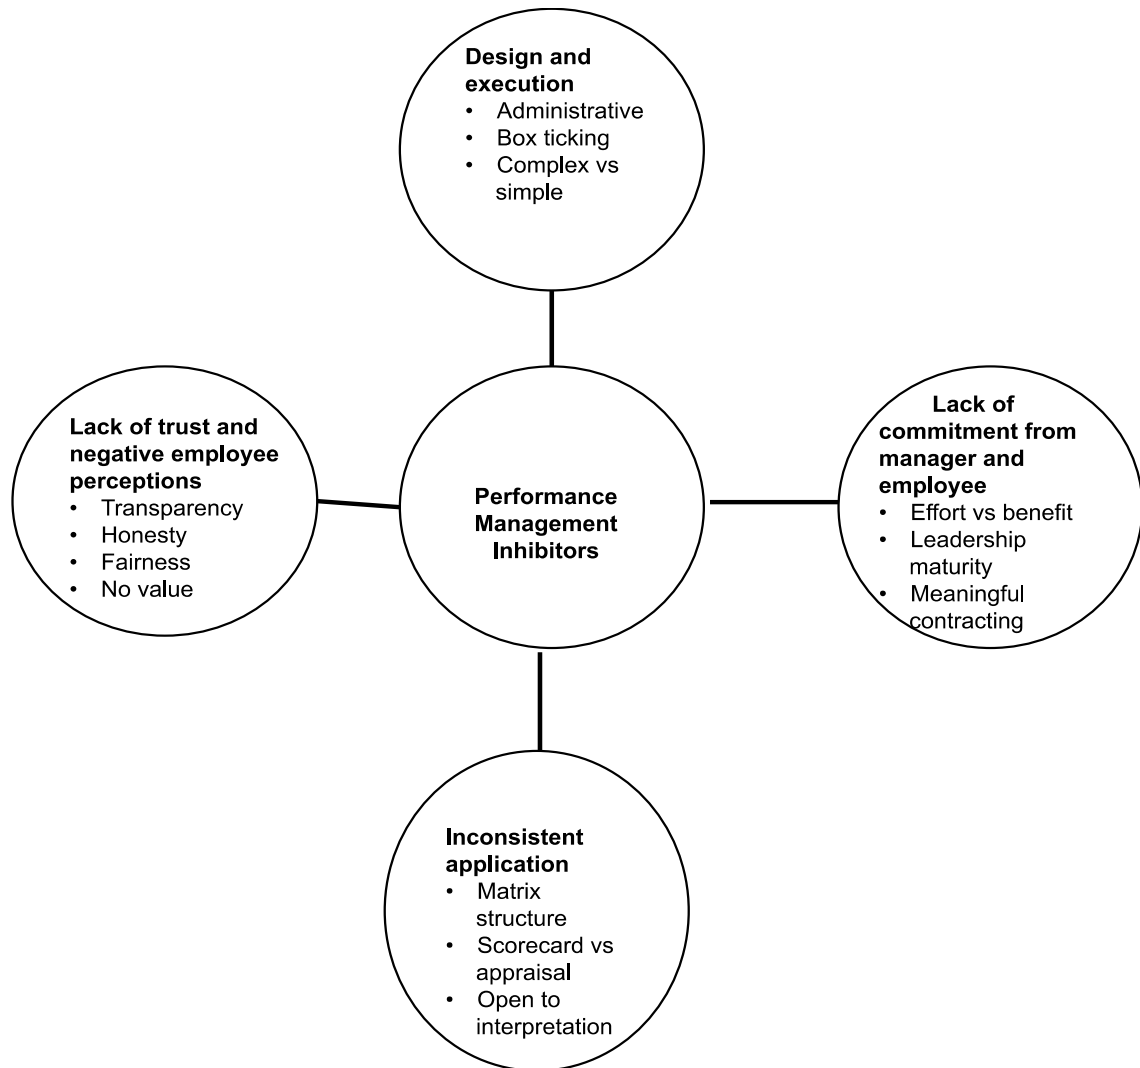 Design and
execution
• Administrative
• Box ticking
• Complex vs
simple
Lack of trust and
negative employee
perceptions
• Transparency
• Honesty
• Fairness
• No value
Performance
Management
Inhibitors
Lack of
commitment from
manager and
employee
• Effort vs benefit
• Leadership
maturity
• Meaningful
contracting
Inconsistent
application
• Matrix
structure
• Scorecard vs
appraisal
• Open to
interpretation